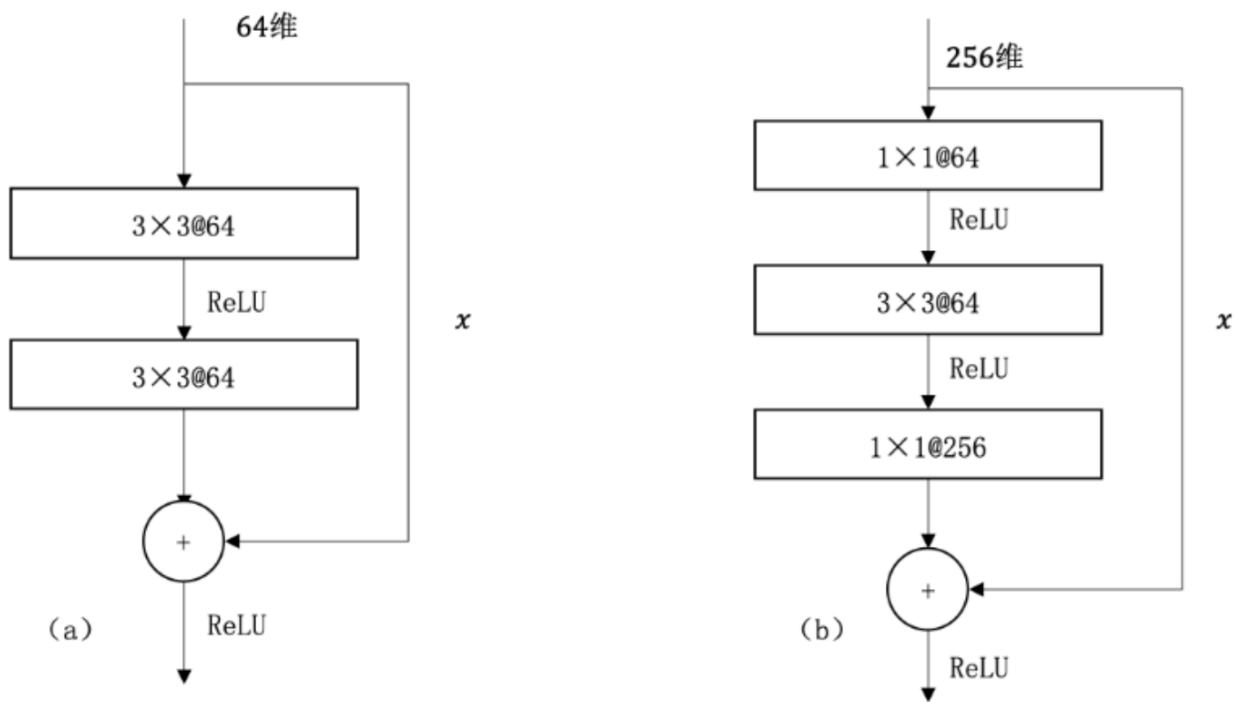 64维
3×3@64
ReLU
3×3@64
x
+
ReLU
(a)
256维
1×1@64
ReLU
3×3@64
ReLU
1×1@256
x
+
ReLU
(b)